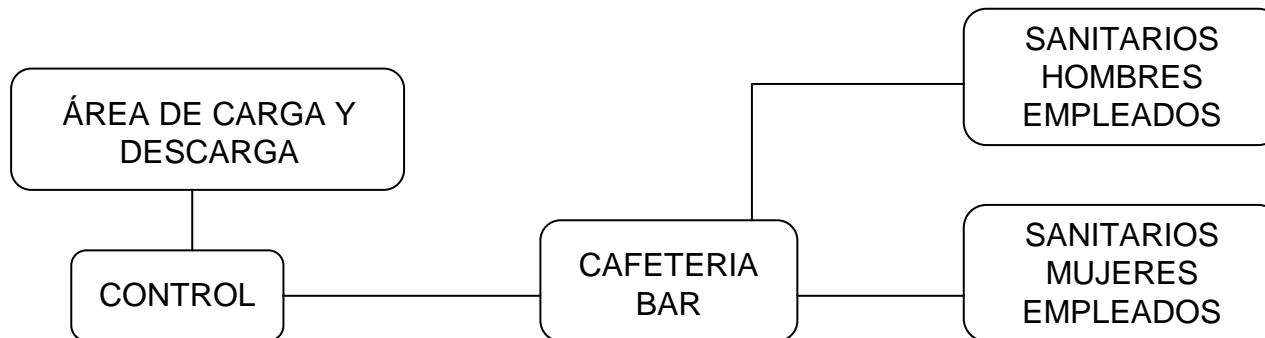 ÁREA DE CARGA Y
DESCARGA
CONTROL
CAFETERIA
BAR
SANITARIOS
HOMBRES
EMPLEADOS
SANITARIOS
MUJERES
EMPLEADOS